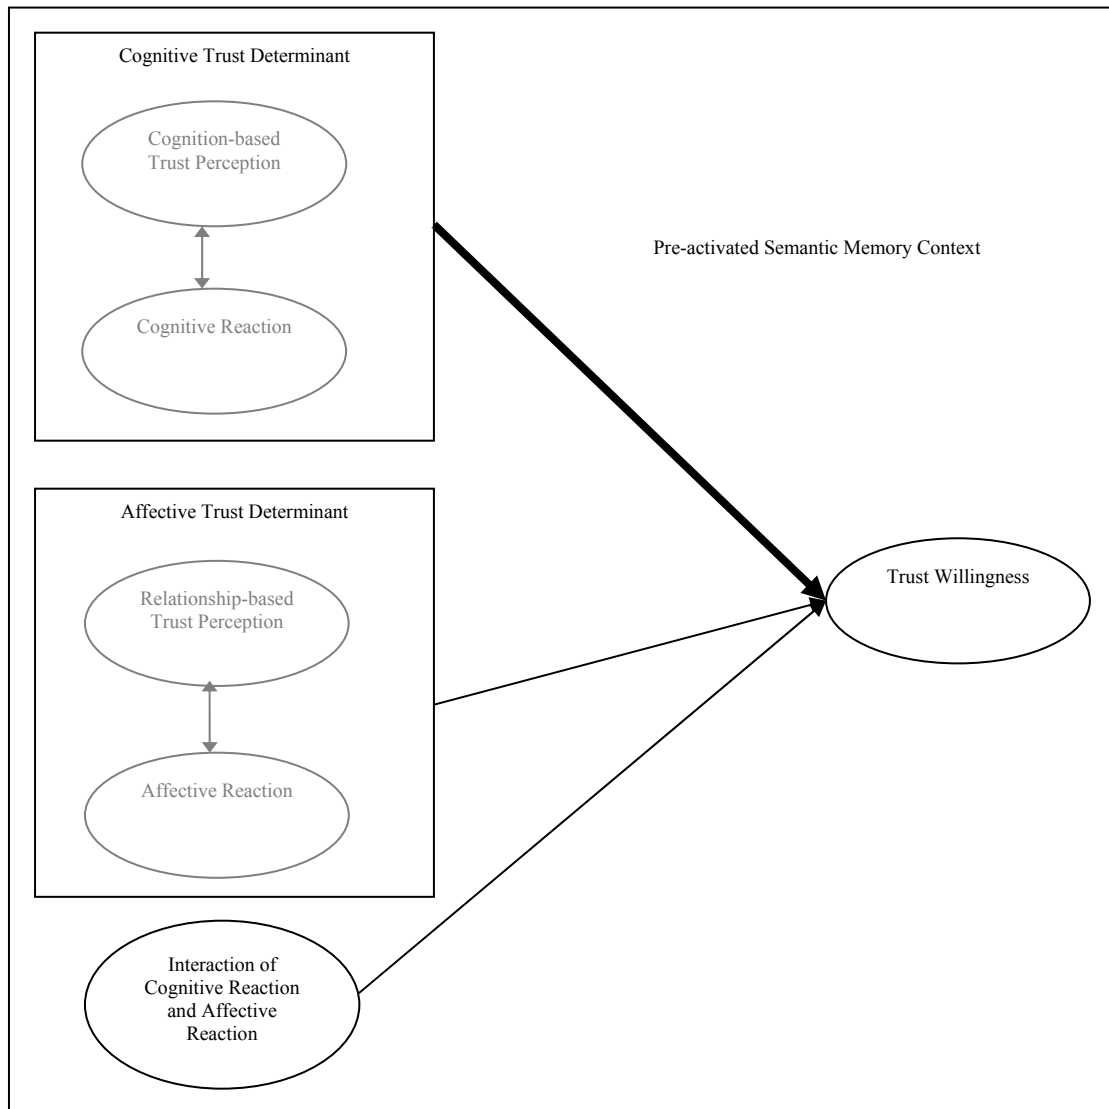 Cognitive Trust Determinant
Cognition-based
Trust Perception
Cognitive Reaction
Pre-activated Semantic Memory Context
Affective Trust Determinant
Relationship-based
Trust Perception
Affective Reaction
Trust Willingness
Interaction of
Cognitive Reaction
and Affective
Reaction